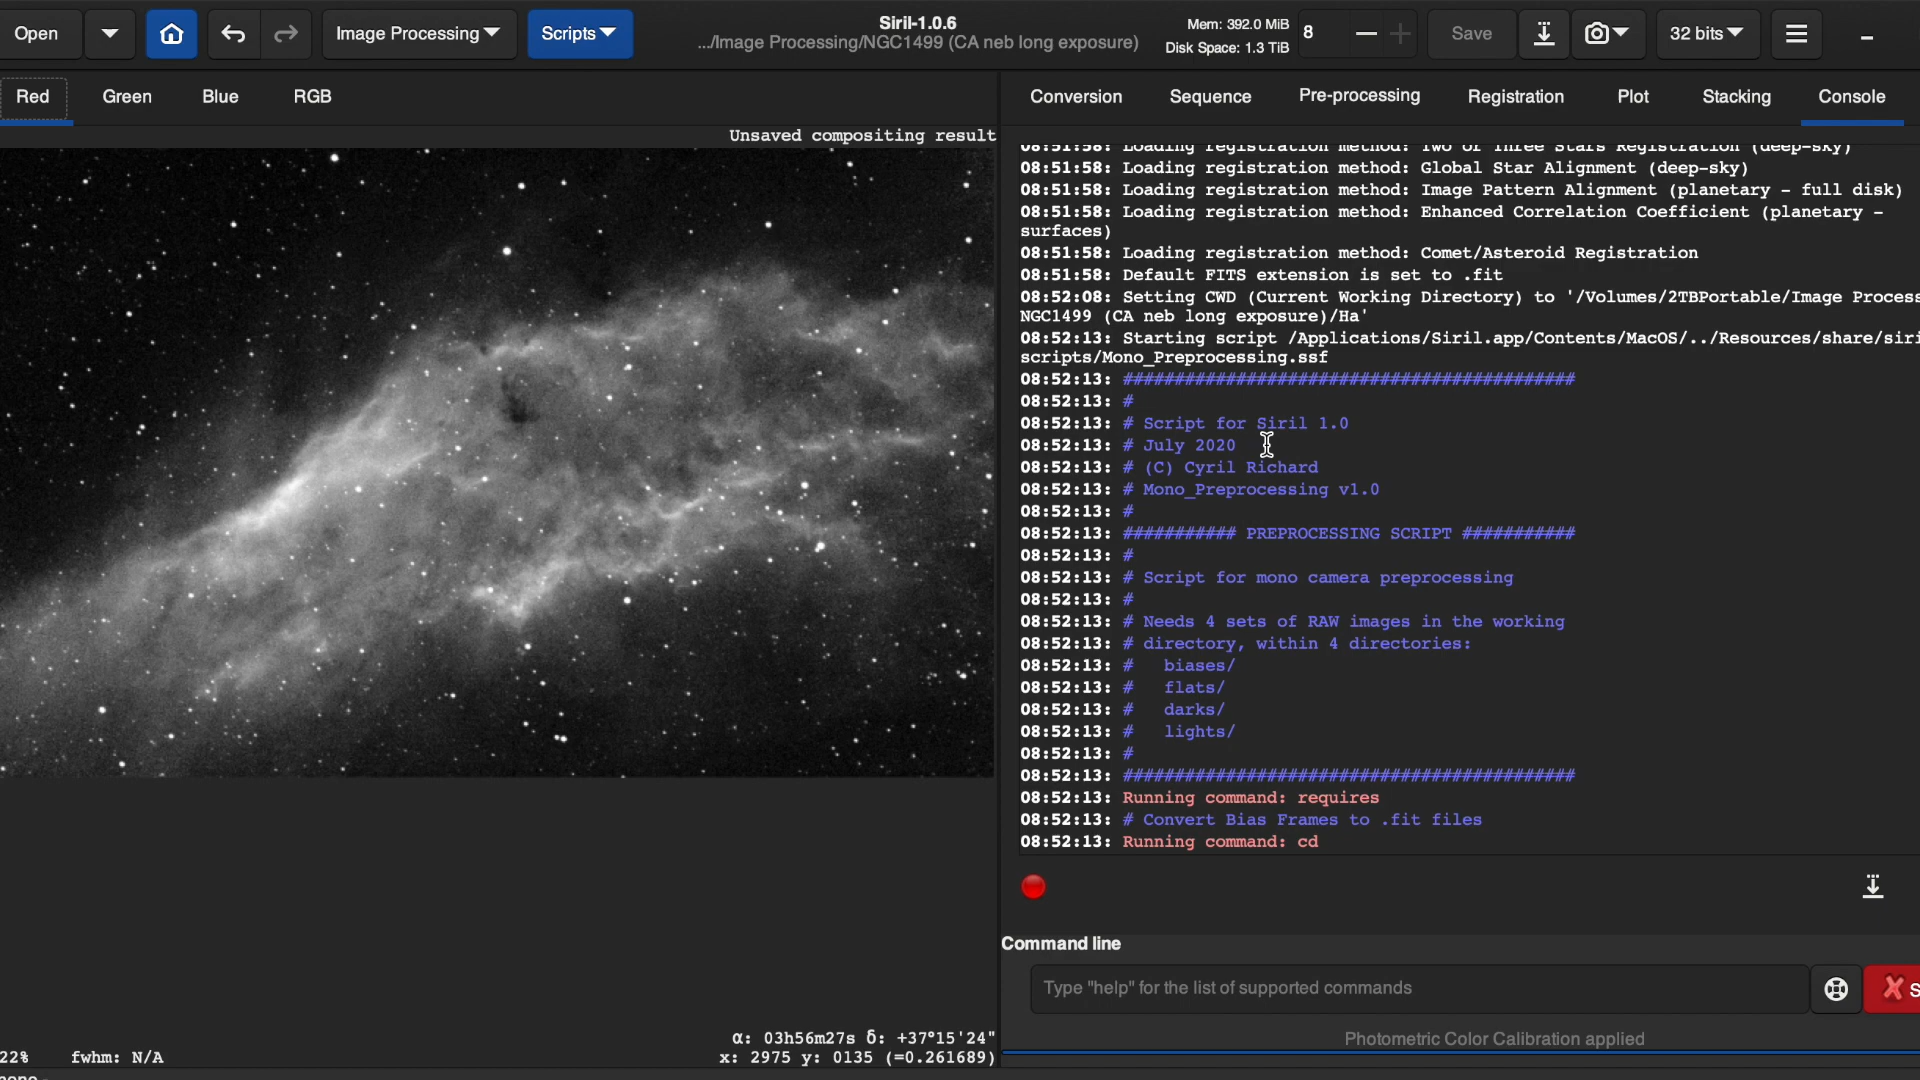 Open
Image Processing
Scripts
Siril-1.0.6
.../Image Processing/NGC1499 (CA neb long exposure)
Mem: 392.0 MiB
Disk Space: 1.3 TiB
8
Save
32 bits
Red
Green
Blue
RGB
Unsaved compositing result
Conversion
Sequence
Pre-processing
Registration
Plot
Stacking
Console
08:51:58: Loading registration method: Two or Three Stars Registration (deep-sky)
08:51:58: Loading registration method: Global Star Alignment (deep-sky)
08:51:58: Loading registration method: Image Pattern Alignment (planetary - full disk)
08:51:58: Loading registration method: Enhanced Correlation Coefficient (planetary -
surfaces)
08:51:58: Loading registration method: Comet/Asteroid Registration
08:51:58: Default FITS extension is set to .fit
08:52:08: Setting CWD (Current Working Directory) to '/Volumes/2TBPortable/Image Process
NGC1499 (CA neb long exposure)/Ha'
08:52:13: Starting script /Applications/Siril.app/Contents/MacOS/../Resources/share/siri
scripts/Mono_Preprocessing.ssf
08:52:13: ############################################
08:52:13: #
08:52:13: # Script for Siril 1.0
08:52:13: # July 2020
08:52:13: # (C) Cyril Richard
08:52:13: # Mono_Preprocessing v1.0
08:52:13: #
08:52:13: ########### PREPROCESSING SCRIPT ###########
08:52:13: #
08:52:13: # Script for mono camera preprocessing
08:52:13: #
08:52:13: # Needs 4 sets of RAW images in the working
08:52:13: # directory, within 4 directories:
08:52:13: #   biases/
08:52:13: #   flats/
08:52:13: #   darks/
08:52:13: #   lights/
08:52:13: #
08:52:13: ############################################
08:52:13: Running command: requires
08:52:13: # Convert Bias Frames to .fit files
08:52:13: Running command: cd
Command line
Type "help" for the list of supported commands
S
Photometric Color Calibration applied
α: 03h56m27s δ: +37°15'24"
22%
fwhm: N/A
x: 2975 y: 0135 (=0.261689)